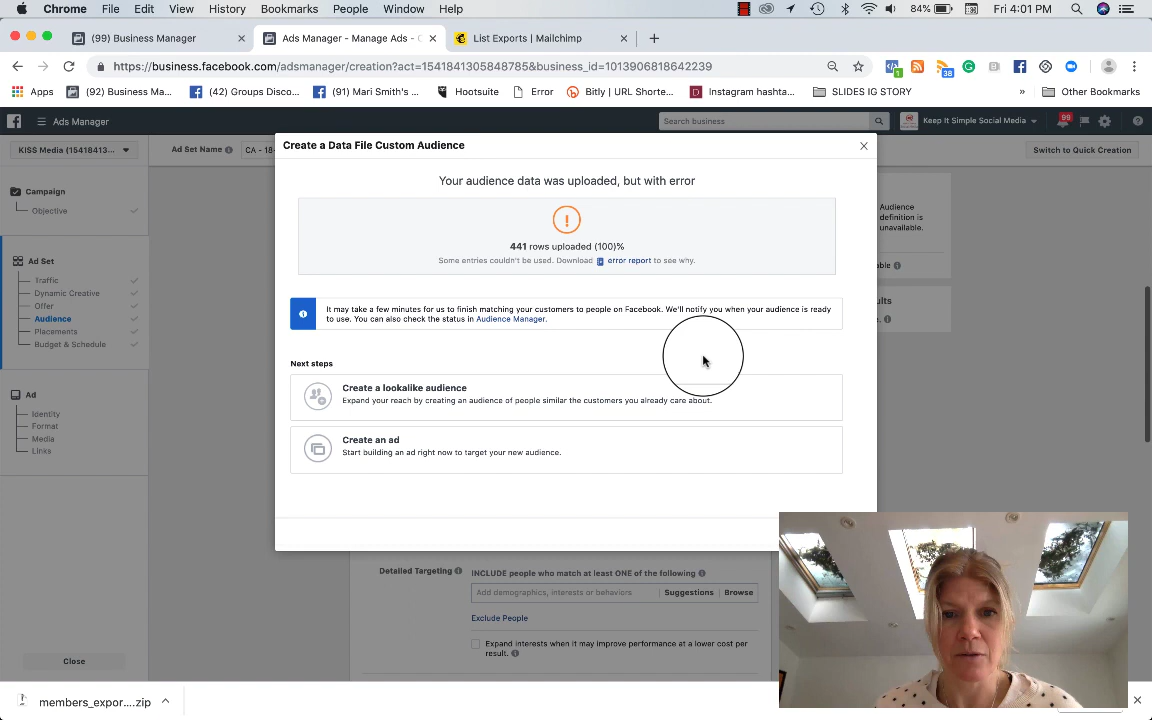 Chrome File Edit View History Bookmarks People Window Help
84% Fri 4:01 PM
(99) Business Manager
Ads Manager - Manage Ads - C
List Exports | Mailchimp
https://business.facebook.com/adsmanager/creation?act=1541841305848785&business_id=1013906818642239
Apps (92) Business Ma... (42) Groups Disco... (91) Mari Smith's ... Hootsuite Error Bitly | URL Shorte... Instagram hashta... SLIDES IG STORY » Other Bookmarks
Ads Manager
Search business
Keep It Simple Social Media
99
KISS Media (15418413...
Ad Set Name
CA - 18-
Switch to Quick Creation
Campaign
Objective
Ad Set
Traffic
Dynamic Creative
Offer
Audience
Placements
Budget & Schedule
Ad
Identity
Format
Media
Links
Close
Create a Data File Custom Audience
Your audience data was uploaded, but with error
441 rows uploaded (100)%
Some entries couldn't be used. Download error report to see why.
It may take a few minutes for us to finish matching your customers to people on Facebook. We'll notify you when your audience is ready
to use. You can also check the status in Audience Manager.
Next steps
Create a lookalike audience
Expand your reach by creating an audience of people similar the customers you already care about.
Create an ad
Start building an ad right now to target your new audience.
Audience
definition is
unavailable.
Detailed Targeting
INCLUDE people who match at least ONE of the following
Add demographics, interests or behaviors
Suggestions
Browse
Exclude People
Expand interests when it may improve performance at a lower cost per
result.
members_expor....zip